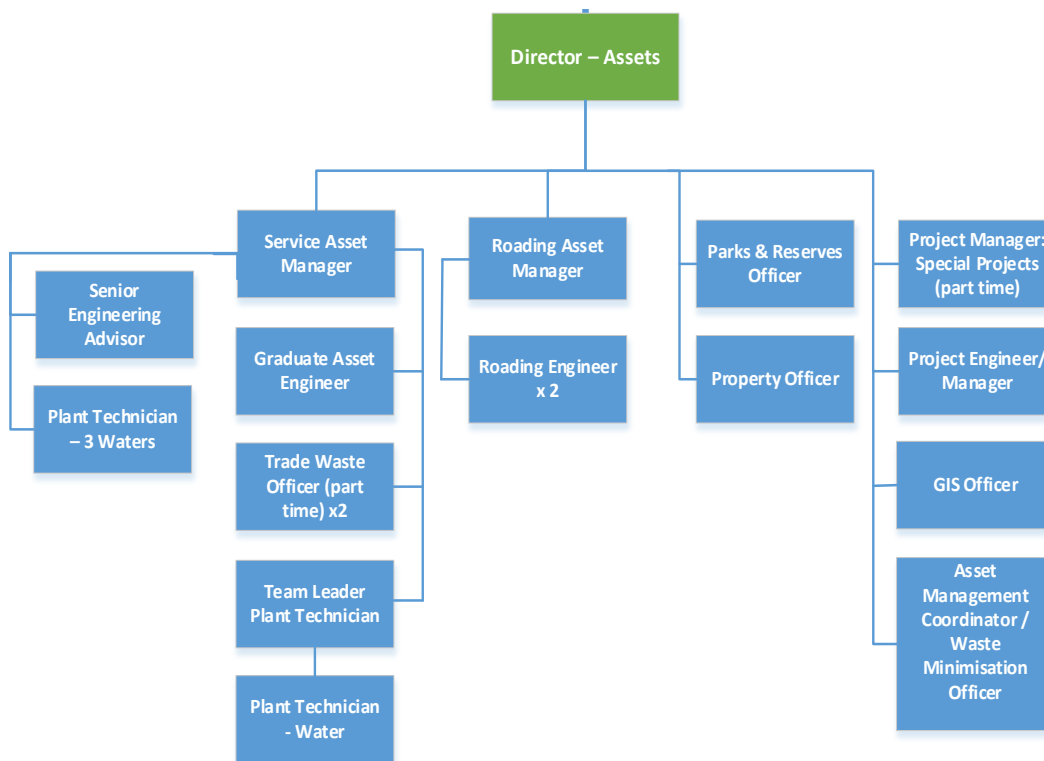 Director – Assets
Service Asset
Manager
Roading Asset
Manager
Parks & Reserves
Officer
Project Manager:
Special Projects
(part time)
Senior
Engineering
Advisor
Graduate Asset
Engineer
Roading Engineer
x 2
Property Officer
Project Engineer/
Manager
Plant Technician
– 3 Waters
Trade Waste
Officer (part
time) x2
GIS Officer
Team Leader
Plant Technician
Asset
Management
Coordinator /
Waste
Minimisation
Officer
Plant Technician
- Water